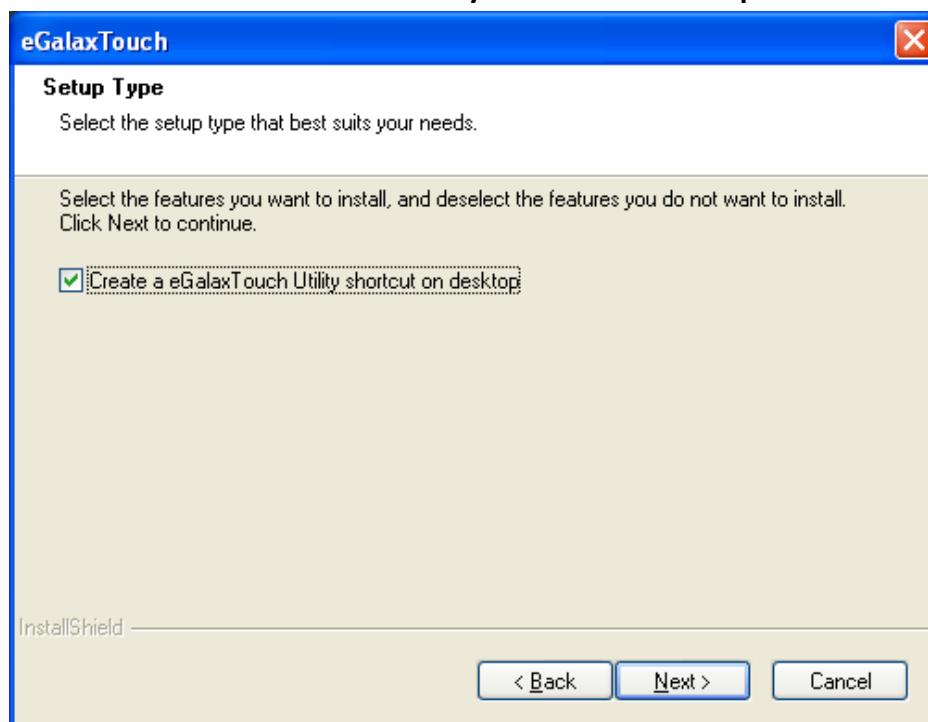 eGalaxTouch
Setup Type
Select the setup type that best suits your needs.
Select the features you want to install, and deselect the features you do not want to install.
Click Next to continue.
Create a eGalaxTouch Utility shortcut on desktop
InstallShield
< Back
Next >
Cancel